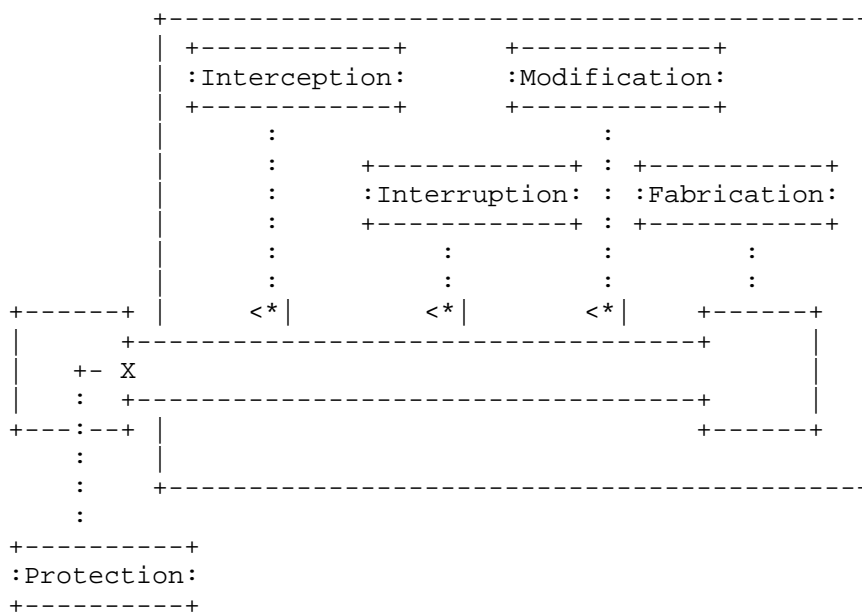 Interception Modification
Interruption Fabrication
X
Protection